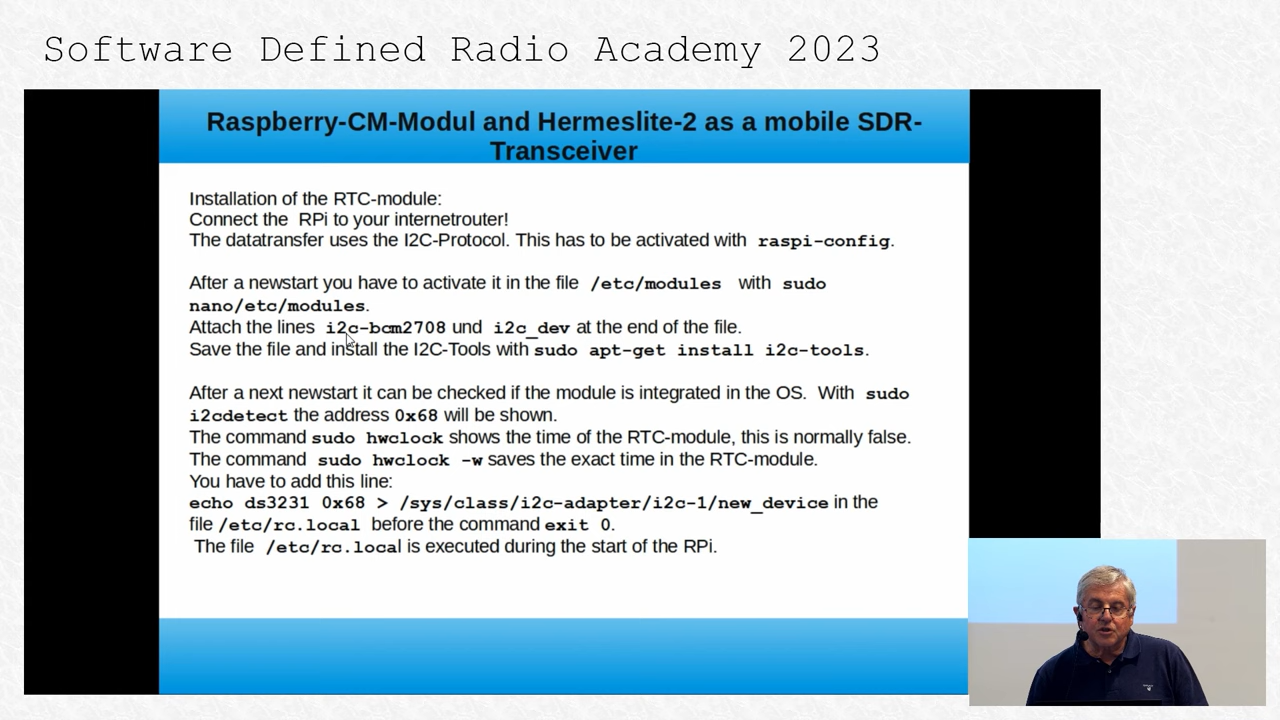 Software Defined Radio Academy 2023
Raspberry-CM-Modul and Hermeslite-2 as a mobile SDR-
Transceiver
Installation of the RTC-module:
Connect the RPi to your internetrouter!
The datatransfer uses the I2C-Protocol. This has to be activated with raspi-config.
After a newstart you have to activate it in the file /etc/modules with sudo
nano/etc/modules.
Attach the lines i2c-bcm2708 und i2c_dev at the end of the file.
Save the file and install the I2C-Tools with sudo apt-get install i2c-tools.
After a next newstart it can be checked if the module is integrated in the OS. With sudo
i2cdetect the address 0x68 will be shown.
The command sudo hwclock shows the time of the RTC-module, this is normally false.
The command sudo hwclock -w saves the exact time in the RTC-module.
You have to add this line:
echo ds3231 0x68 > /sys/class/i2c-adapter/i2c-1/new_device in the
file /etc/rc.local before the command exit 0.
The file /etc/rc.local is executed during the start of the RPi.